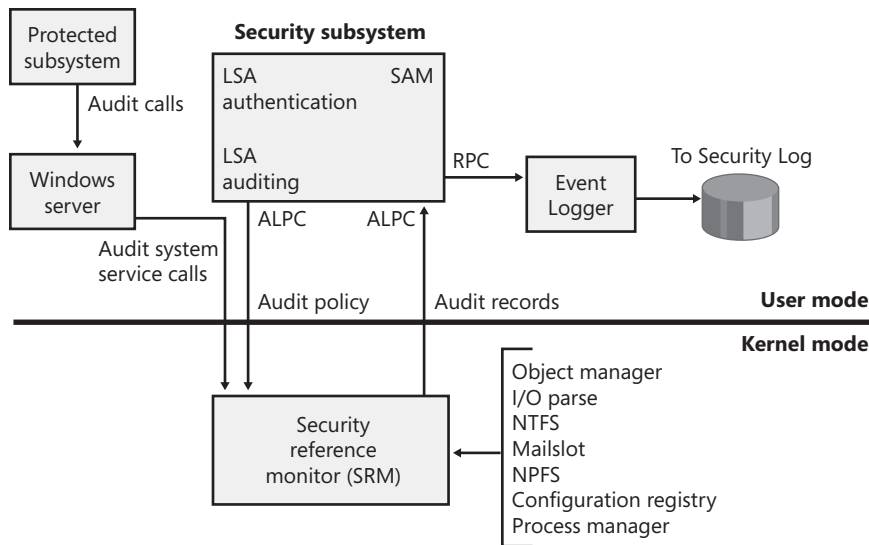 Protected
subsystem
Security subsystem
LSA
authentication
SAM
Audit calls
LSA
auditing
RPC
To Security Log
Windows
server
Event
Logger
ALPC
ALPC
Audit system
service calls
Audit policy
Audit records
User mode
Kernel mode
Security
reference
monitor (SRM)
Object manager
I/O parse
NTFS
Mailslot
NPFS
Configuration registry
Process manager